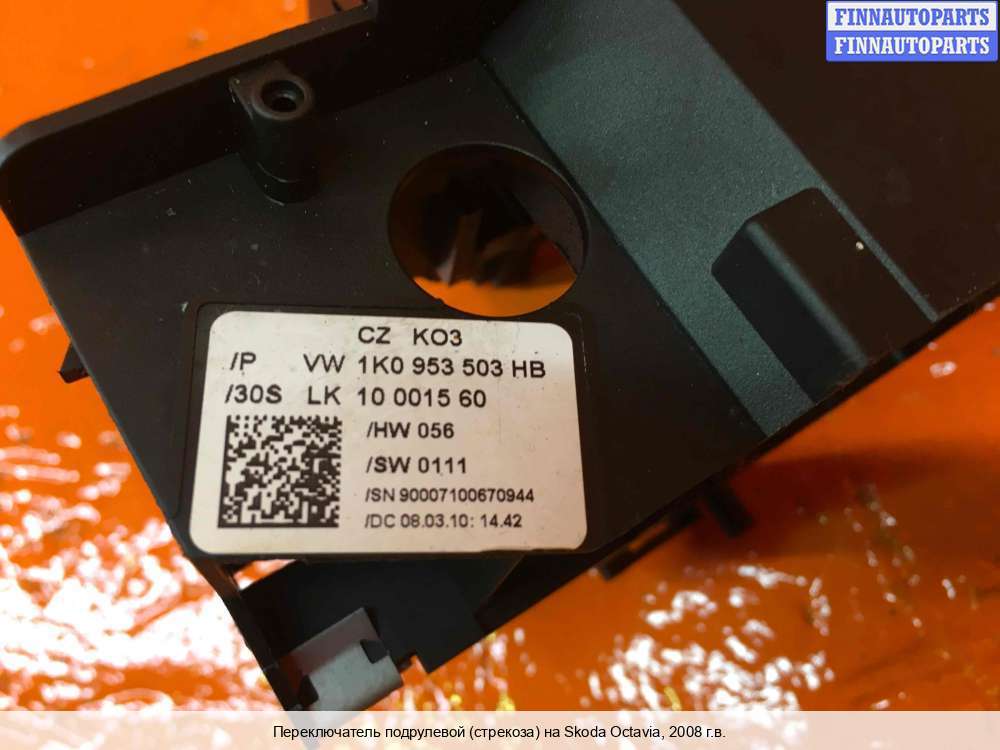 FINNAUTOPARTS
FINNAUTOPARTS
CZ KO3
/P VW 1K0 953 503 HB
/30S LK 10 0015 60
/HW 056
/SW 0111
/SN 90007100670944
/DC 08.03.10: 14.42
Переключатель подрулевой (стрекоза) на Skoda Octavia, 2008 г.в.